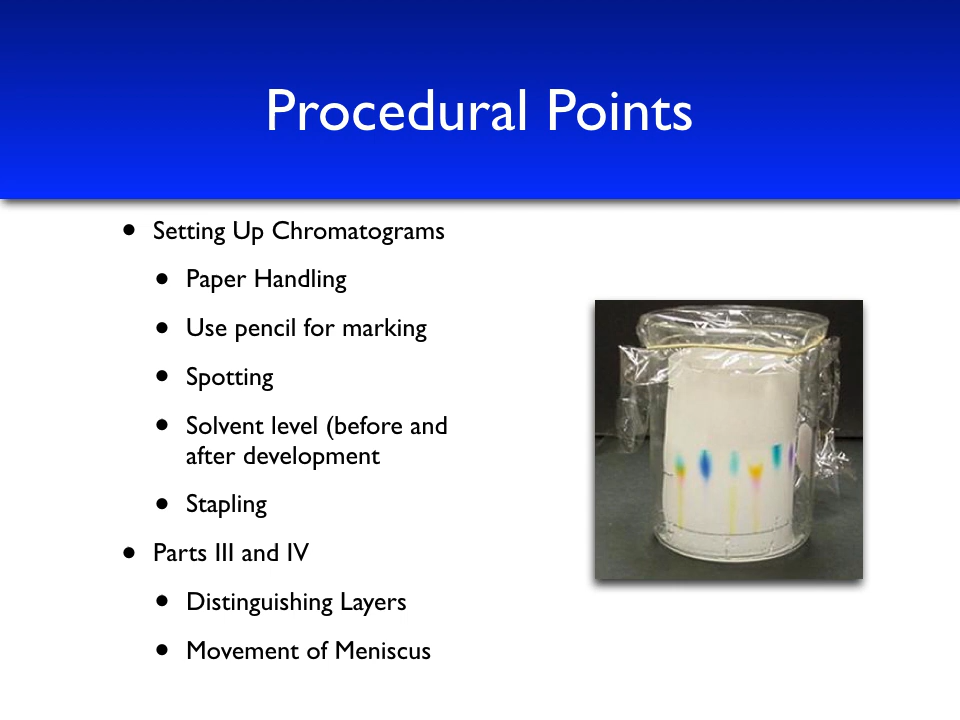 Procedural Points
• Setting Up Chromatograms
• Paper Handling
• Use pencil for marking
• Spotting
• Solvent level (before and
after development
• Stapling
• Parts III and IV
• Distinguishing Layers
• Movement of Meniscus